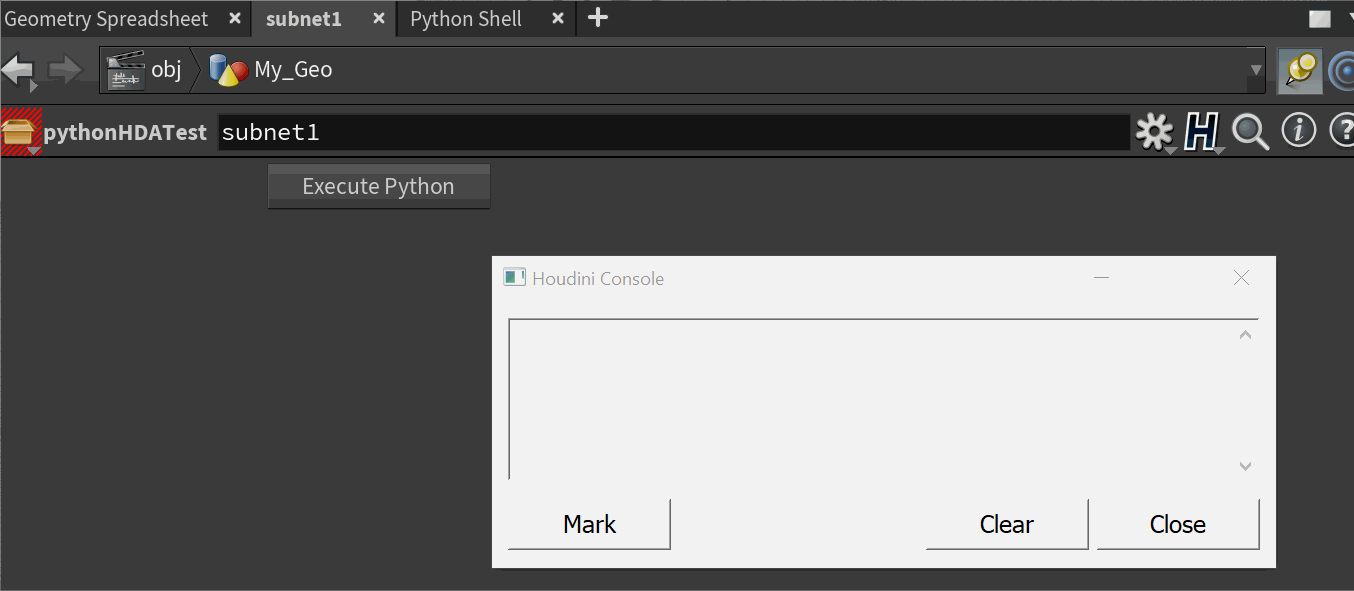 Geometry Spreadsheet × subnet1 × Python Shell × +
obj My_Geo
pythonHDATest subnet1
Execute Python
Houdini Console
Mark Clear Close